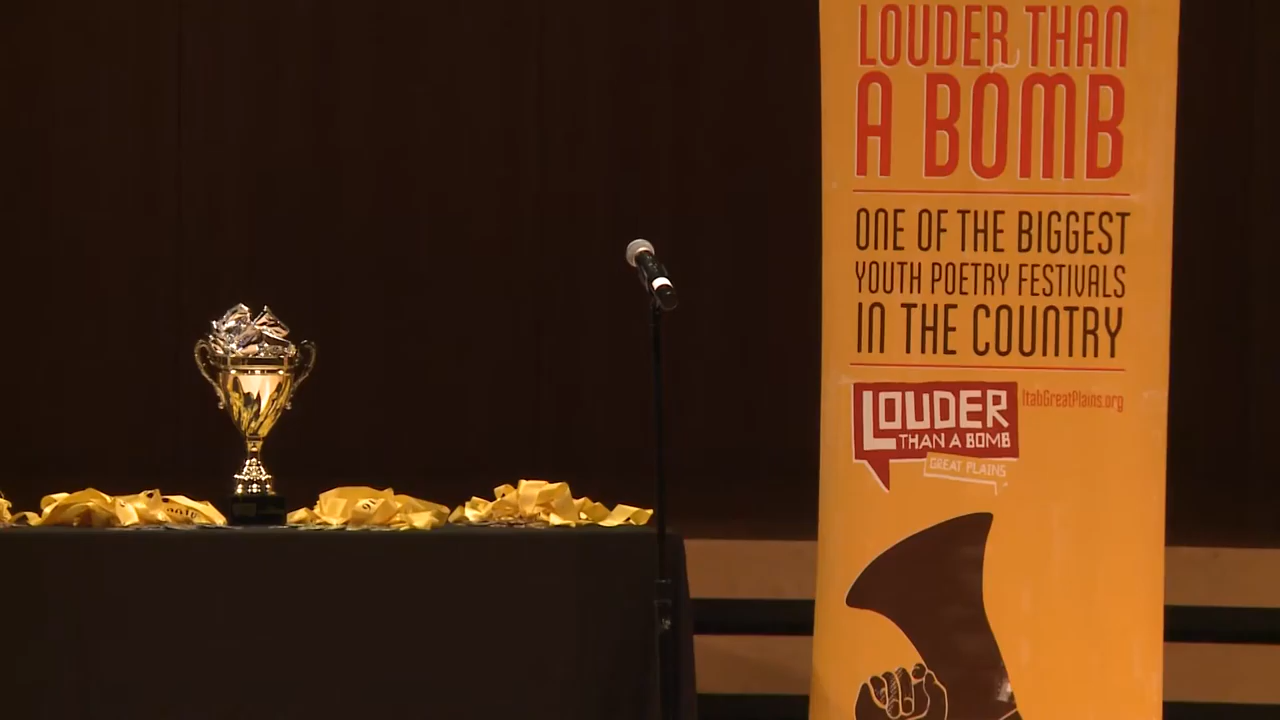 LOUDER THAN
A BOMB
ONE OF THE BIGGEST
YOUTH POETRY FESTIVALS
IN THE COUNTRY
LOUDER
THAN A BOMB
GREAT PLAINS
ltabGreatPlains.org